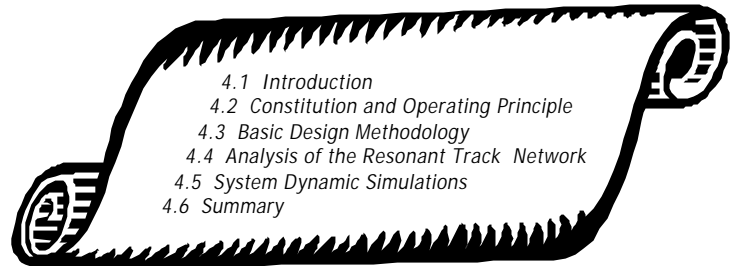 4.1 Introduction
4.2 Constitution and Operating Principle
4.3 Basic Design Methodology
4.4 Analysis of the Resonant Track Network
4.5 System Dynamic Simulations
4.6 Summary